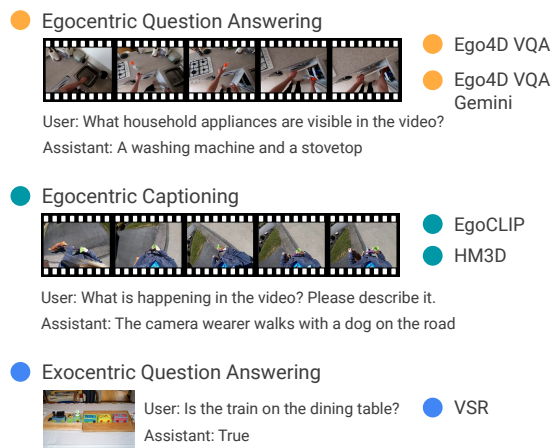 Egocentric Question Answering
Ego4D VQA
Ego4D VQA
Gemini
User: What household appliances are visible in the video?
Assistant: A washing machine and a stovetop
Egocentric Captioning
EgoCLIP
HM3D
User: What is happening in the video? Please describe it.
Assistant: The camera wearer walks with a dog on the road
Exocentric Question Answering
User: Is the train on the dining table?
VSR
Assistant: True